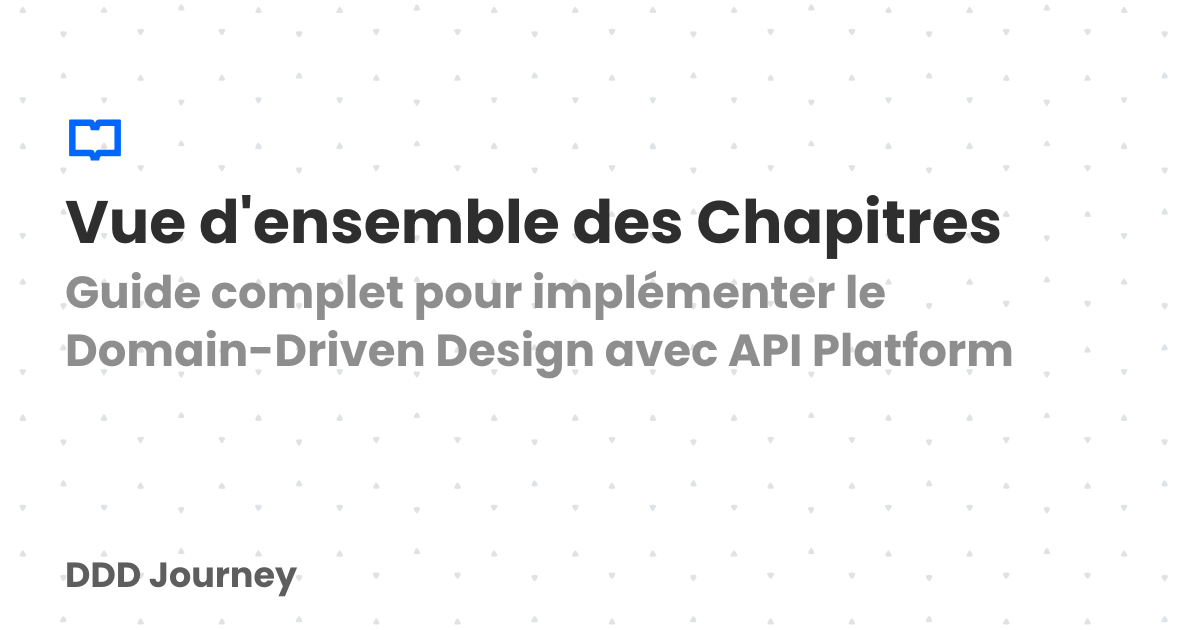 Vue d'ensemble des Chapitres
Guide complet pour implémenter le
Domain-Driven Design avec API Platform
DDD Journey